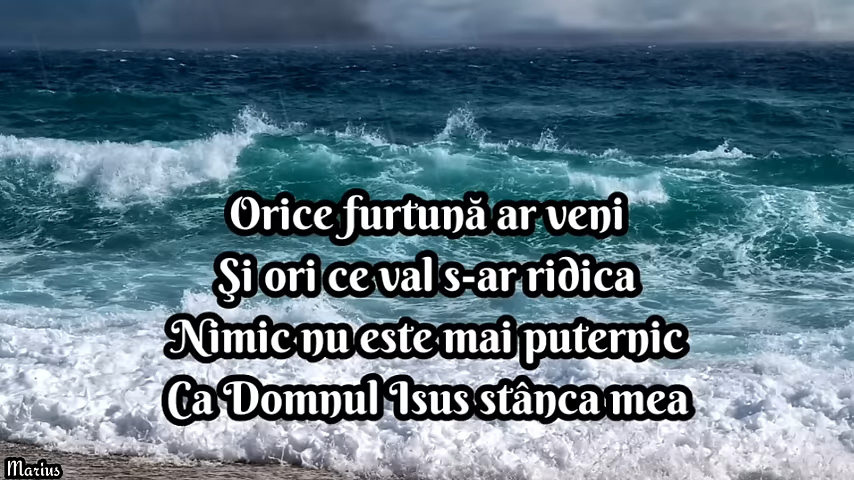 Orice furtună ar veni
Şi ori ce val s-ar ridica
Nimic nu este mai puternic
Ca Domnul Isus stânca mea
Marius